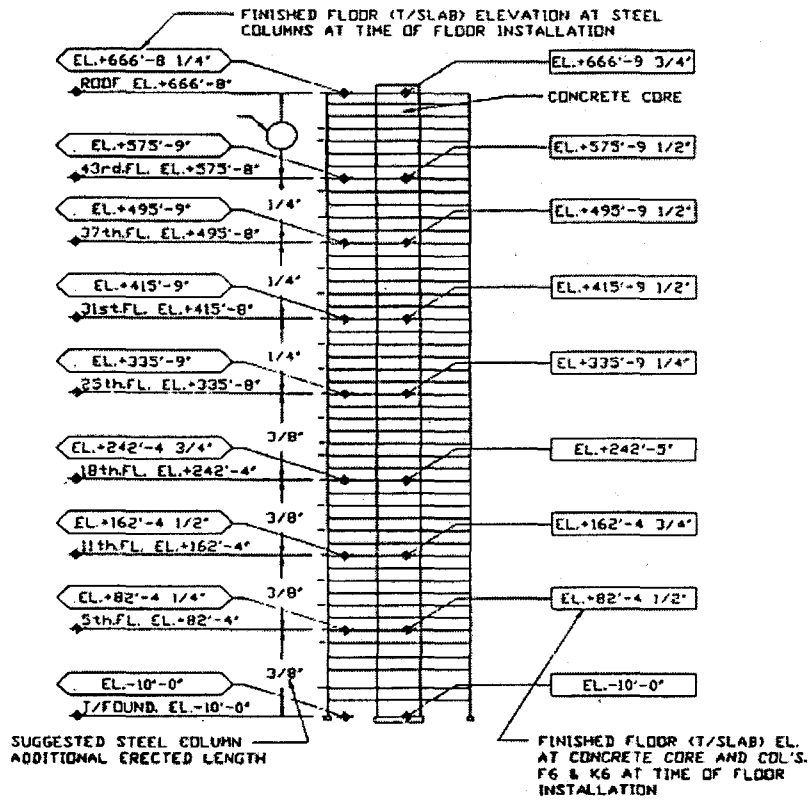 FINISHED FLOOR (T/SLAB) ELEVATION AT STEEL
COLUMNS AT TIME OF FLOOR INSTALLATION
EL.+666'-8 1/4"
ROOF EL.+666'-8"
EL.+666'-9 3/4"
CONCRETE CORE
EL.+575'-9"
43rd.FL. EL.+575'-8"
EL.+575'-9 1/2"
1/4"
EL.+495'-9"
37th.FL. EL.+495'-8"
EL.+495'-9 1/2"
1/4"
EL.+415'-9"
31st.FL. EL.+415'-8"
EL.+415'-9 1/2"
1/4"
EL.+335'-9"
25th.FL. EL.+335'-8"
EL.+335'-9 1/4"
3/8"
EL.+242'-4 3/4"
18th.FL. EL.+242'-4"
EL.+242'-5"
3/8"
EL.+162'-4 1/2"
11th.FL. EL.+162'-4"
EL.+162'-4 3/4"
3/8"
EL.+82'-4 1/4"
5th.FL. EL.+82'-4"
EL.+82'-4 1/2"
3/8"
EL.-10'-0"
T/FOUND. EL.-10'-0"
EL.-10'-0"
SUGGESTED STEEL COLUMN
ADDITIONAL ERECTED LENGTH
FINISHED FLOOR (T/SLAB) EL.
AT CONCRETE CORE AND COL'S.
F6 & K6 AT TIME OF FLOOR
INSTALLATION